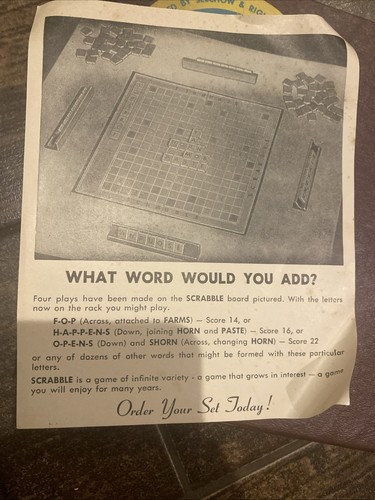 BY SELCHOW &
WHAT WORD WOULD YOU ADD?
Four plays have been made on the SCRABBLE board pictured. With the letters
now on the rack you might play.
F-O-P (Across, attached to FARMS) — Score 14, or
H-A-P-P-E-N-S (Down, joining HORN and PASTE) — Score 16, or
O-P-E-N-S (Down) and SHORN (Across, changing HORN) — Score 22
or any of dozens of other words that might be formed with these particular
letters.
SCRABBLE is a game of infinite variety - a game that grows in interest — a game
you will enjoy for many years.
Order Your Set Today!